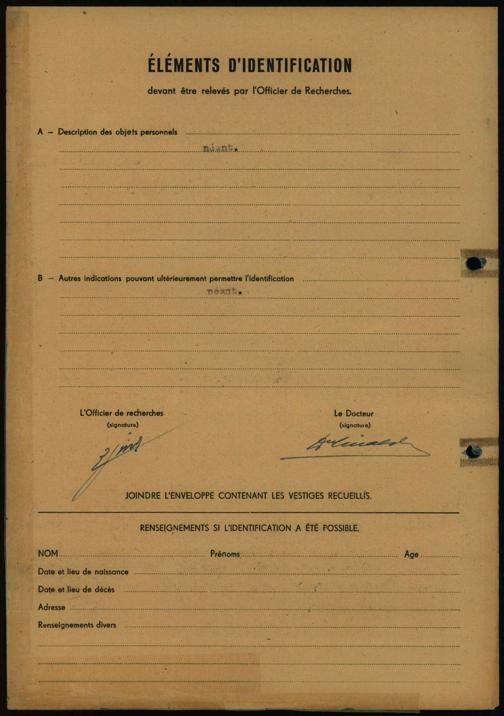 ÉLÉMENTS D'IDENTIFICATION
devant être relevés par l'Officier de Recherches.
A — Description des objets personnels
néant.
B — Autres indications pouvant ultérieurement permettre l'identification
néant.
L'Officier de recherches Le Docteur
(signature) (signature)
JOINDRE L'ENVELOPPE CONTENANT LES VESTIGES RECUEILLIS.
RENSEIGNEMENTS SI L'IDENTIFICATION A ÉTÉ POSSIBLE.
NOM Prénoms Age
Date et lieu de naissance
Date et lieu de décès
Adresse
Renseignements divers